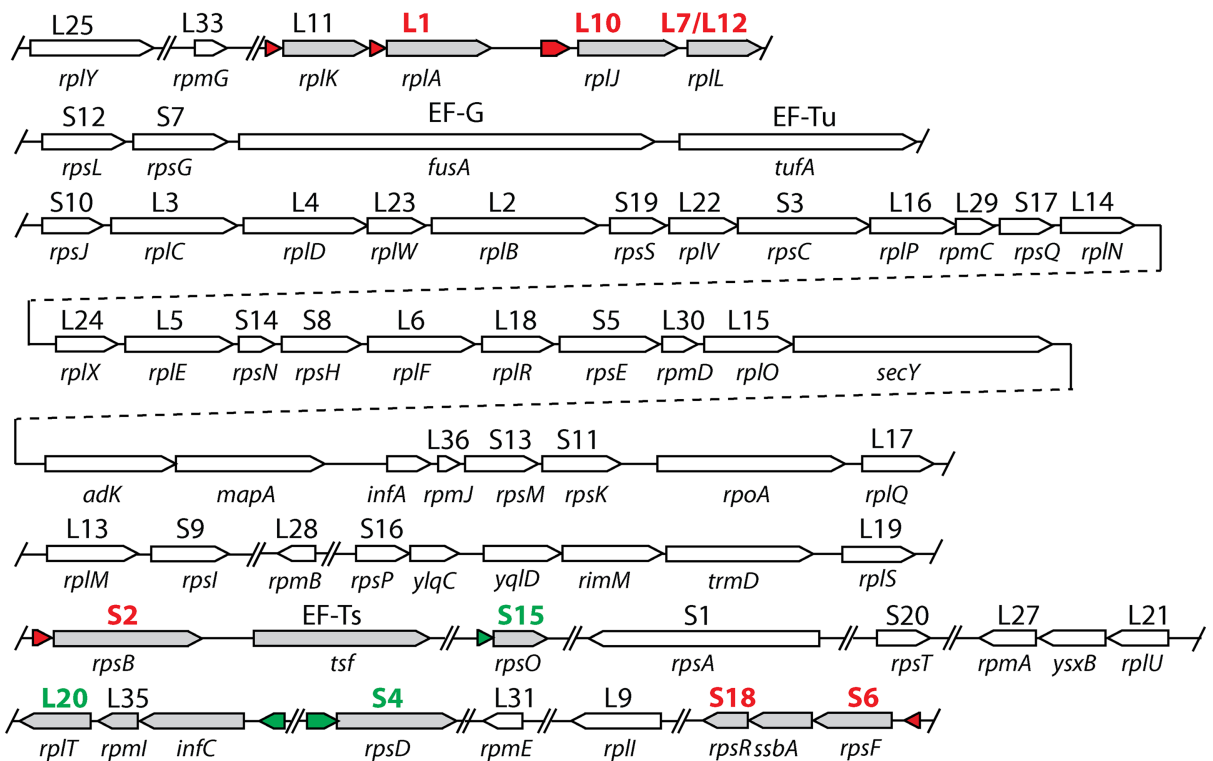 L25 L33 L11 L1 L10 L7/L12
rplY rpmG rplK rplA rplJ rplL
S12 S7 EF-G EF-Tu
rpsL rpsG fusA tufA
S10 L3 L4 L23 L2 S19 L22 S3 L16 L29 S17 L14
rpsJ rplC rplD rplW rplB rpsS rplV rpsC rplP rpmC rpsQ rplN
L24 L5 S14 S8 L6 L18 S5 L30 L15
rplX rplE rpsN rpsH rplF rplR rpsE rpmD rplO secY
L36 S13 S11 L17
adK mapA infA rpmJ rpsM rpsK rpoA rplQ
L13 S9 L28 S16 L19
rplM rpsI rpmB rpsP ylqC yqlD rimM trmD rplS
S2 EF-Ts S15 S1 S20 L27 L21
rpsB tsf rpsO rpsA rpsT rpmA ysxB rplU
L20 L35 S4 L31 L9 S18 S6
rplT rpmI infC rpsD rpmE rplI rpsR ssbA rpsF